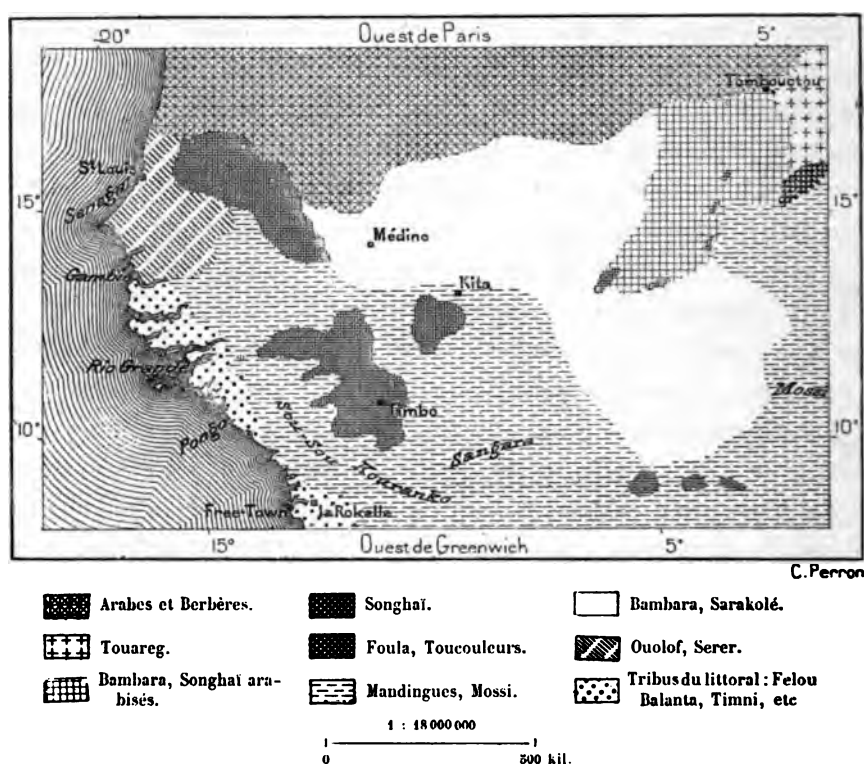 20° Ouest de Paris 5°
Tombouctou
St Louis
Senegal
15° 15°
Médine
Gambie
Kita
Rio Grande
Mossi
Timbo
10° 10°
Pongo
Sou-Sou
Sangara
Kouranko
Free-Town
la Rokelle
15° Ouest de Greenwich 5°
C. Perron
Arabes et Berbères. Songhaï. Bambara, Sarakolé.
Touareg. Foula, Toucouleurs. Ouolof, Serer.
Bambara, Songhaï ara-
bisés.
Mandingues, Mossi.
Tribus du littoral : Felou
Balanta, Timni, etc
1 : 18 000 000
0 500 kil.